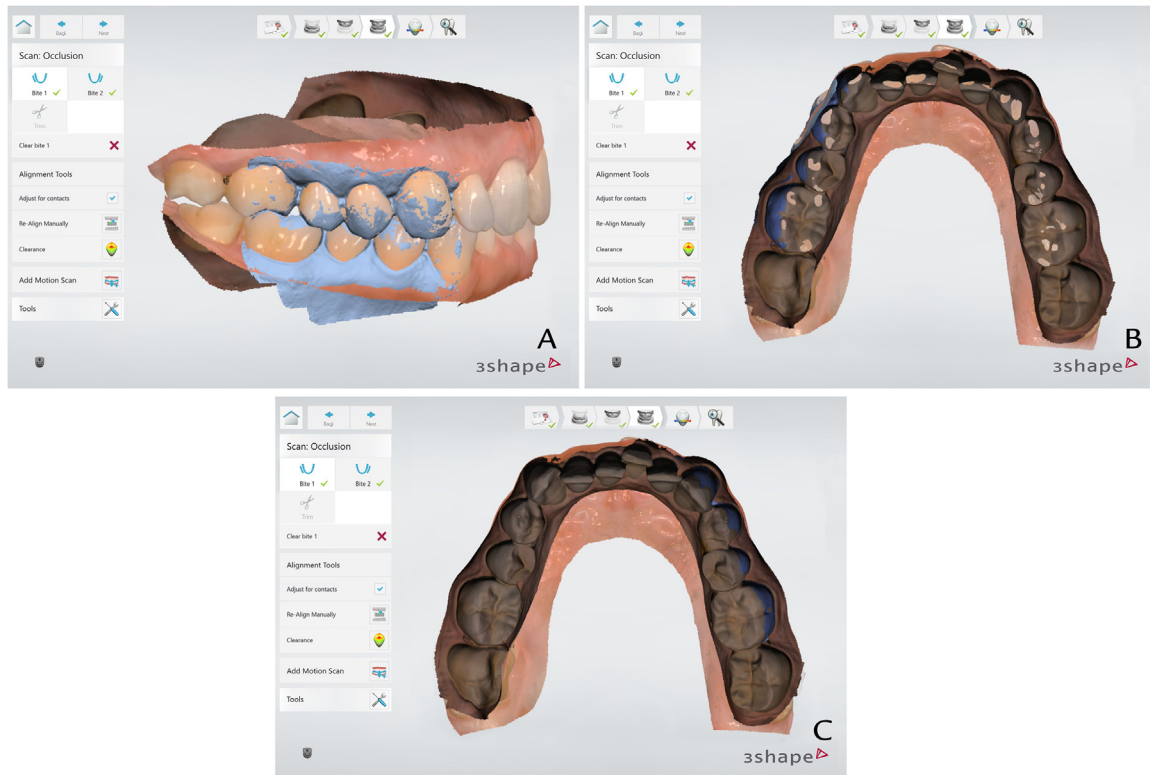 Back
Next
Scan: Occlusion
Bite 1
Bite 2
Trim
Clear bite 1
Alignment Tools
Adjust for contacts
Re-Align Manually
Clearance
Add Motion Scan
Tools
A
3shape
Back
Next
Scan: Occlusion
Bite 1
Bite 2
Trim
Clear bite 1
Alignment Tools
Adjust for contacts
Re-Align Manually
Clearance
Add Motion Scan
Tools
B
3shape
Back
Next
Scan: Occlusion
Bite 1
Bite 2
Trim
Clear bite 1
Alignment Tools
Adjust for contacts
Re-Align Manually
Clearance
Add Motion Scan
Tools
C
3shape